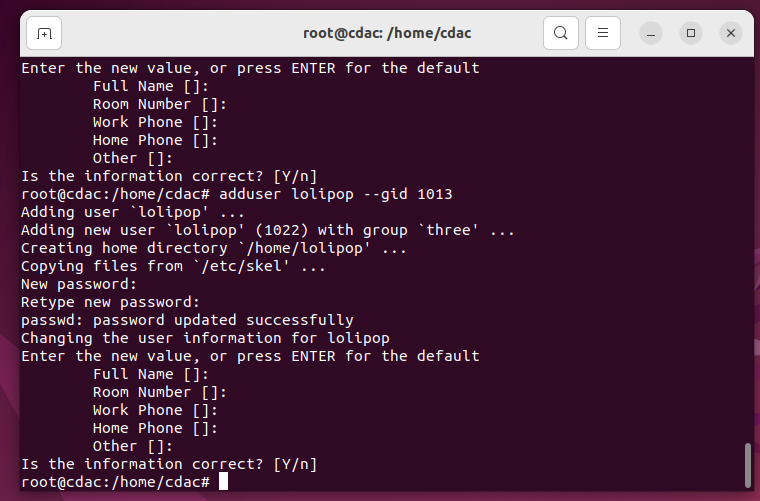 root@cdac: /home/cdac
Enter the new value, or press ENTER for the default
        Full Name []:
        Room Number []:
        Work Phone []:
        Home Phone []:
        Other []:
Is the information correct? [Y/n]
root@cdac:/home/cdac# adduser lolipop --gid 1013
Adding user `lolipop' ...
Adding new user `lolipop' (1022) with group `three' ...
Creating home directory `/home/lolipop' ...
Copying files from `/etc/skel' ...
New password:
Retype new password:
passwd: password updated successfully
Changing the user information for lolipop
Enter the new value, or press ENTER for the default
        Full Name []:
        Room Number []:
        Work Phone []:
        Home Phone []:
        Other []:
Is the information correct? [Y/n]
root@cdac:/home/cdac#